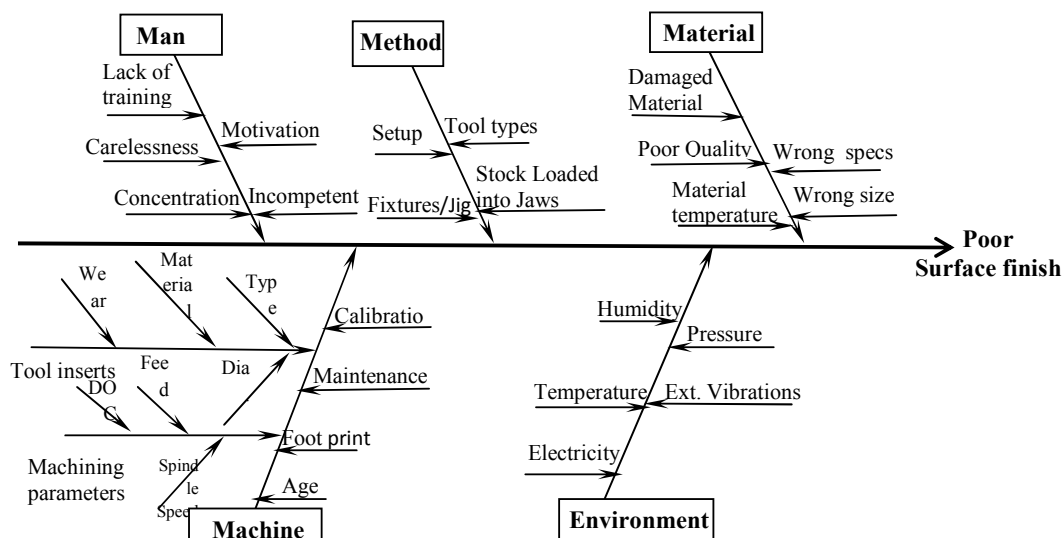 Man
Method
Material
Lack of
training
Motivation
Carelessness
Concentration
Incompetent
Setup
Tool types
Stock Loaded
into Jaws
Fixtures/Jig
Damaged
Material
Poor Quality
Wrong specs
Material
temperature
Wrong size
Poor
Surface finish
We
ar
Mat
eria
l
Typ
e
Calibratio
Tool inserts
DO
C
Fee
d
Dia
Maintenance
Foot print
Machining
parameters
Spind
le
Speed
Age
Machine
Humidity
Pressure
Temperature
Ext. Vibrations
Electricity
Environment